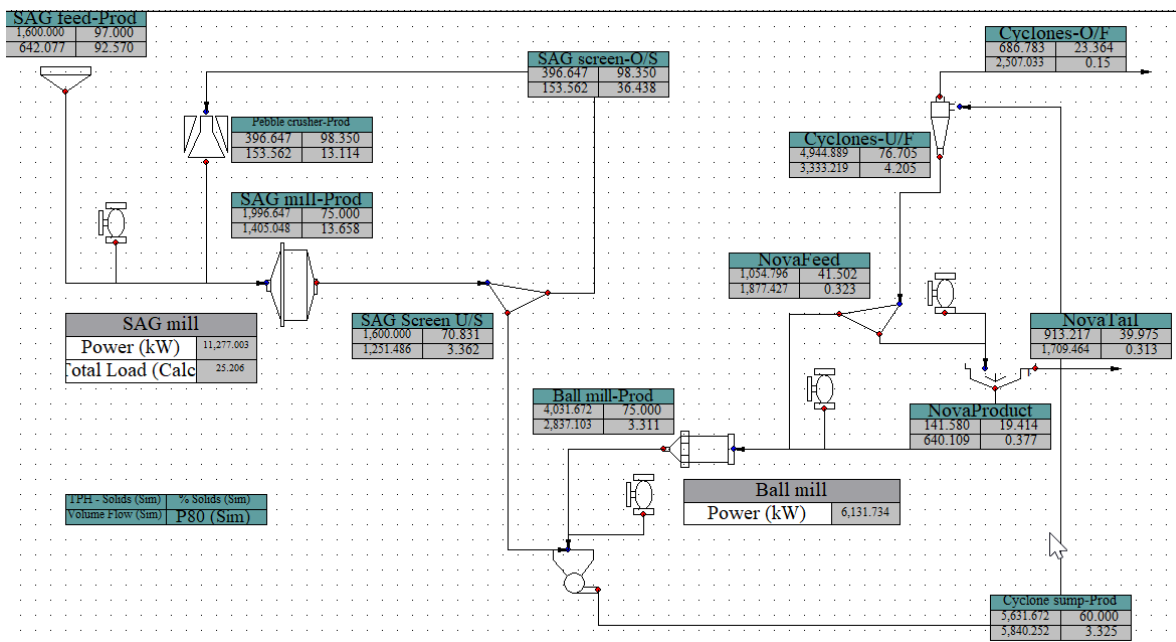 SAG feed-Prod
1,600.000 97.000
642.077 92.570
SAG screen-O/S
396.647 98.350
153.562 36.438
Cyclones-O/F
686.783 23.364
2,507.033 0.15
Pebble crusher-Prod
396.647 98.350
153.562 13.114
Cyclones-U/F
4,944.889 76.705
3,333.219 4.205
SAG mill-Prod
1,996.647 75.000
1,405.048 13.658
NovaFeed
1,054.796 41.502
1,877.427 0.323
SAG mill
Power (kW) 11,277.003
Total Load (Calc 25.206
SAG Screen U/S
1,600.000 70.831
1,251.486 3.362
NovaTail
913.217 39.975
1,709.464 0.313
Ball mill-Prod
4,031.672 75.000
2,837.103 3.311
NovaProduct
141.580 19.414
640.109 0.377
Ball mill
Power (kW) 6,131.734
TPH - Solids (Sim) % Solids (Sim)
Volume Flow (Sim) P80 (Sim)
Cyclone sump-Prod
5,631.672 60.000
5,840.252 3.325